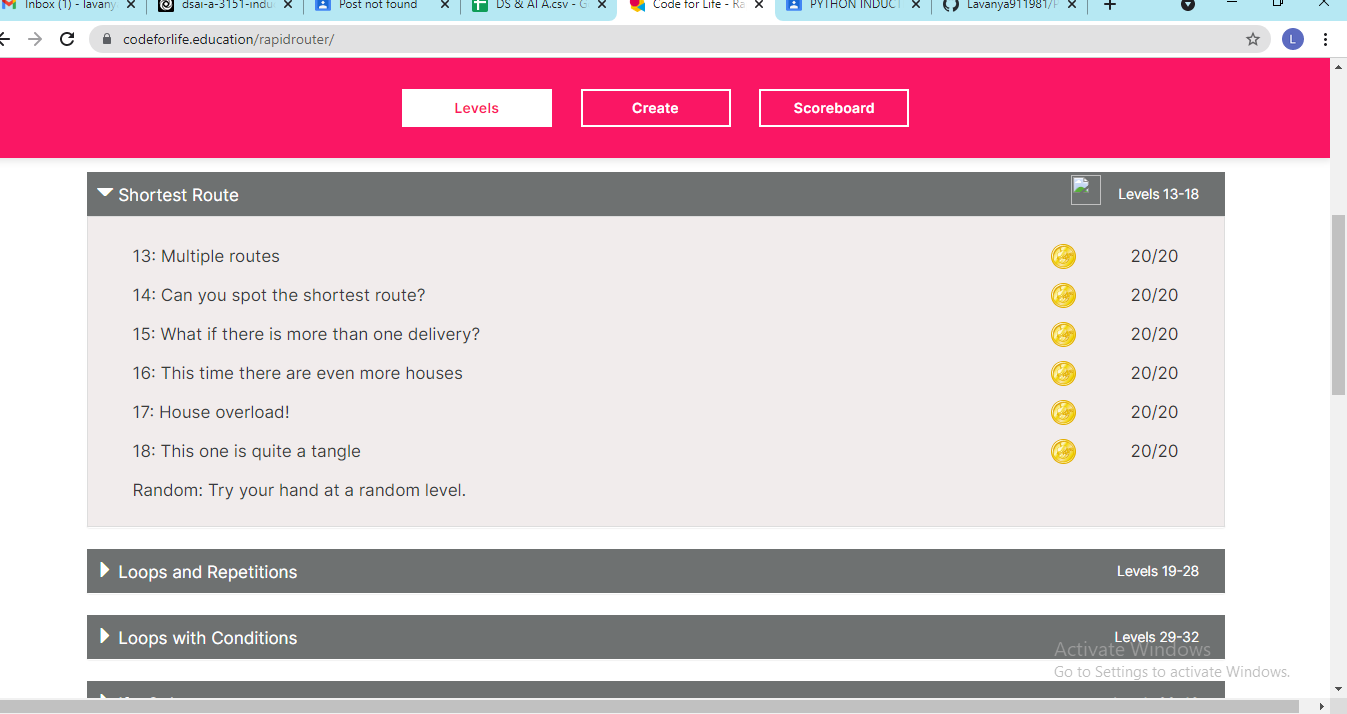 Inbox (1) - lavany
dsai-a-3151-indu
Post not found
DS & AI A.csv - G
Code for Life - Ra
PYTHON INDUCT
Lavanya911981/P
codeforlife.education/rapidrouter/
L
Levels
Create
Scoreboard
Shortest Route
Levels 13-18
13: Multiple routes
20/20
14: Can you spot the shortest route?
20/20
15: What if there is more than one delivery?
20/20
16: This time there are even more houses
20/20
17: House overload!
20/20
18: This one is quite a tangle
20/20
Random: Try your hand at a random level.
Loops and Repetitions
Levels 19-28
Loops with Conditions
Levels 29-32
Activate Windows
Go to Settings to activate Windows.